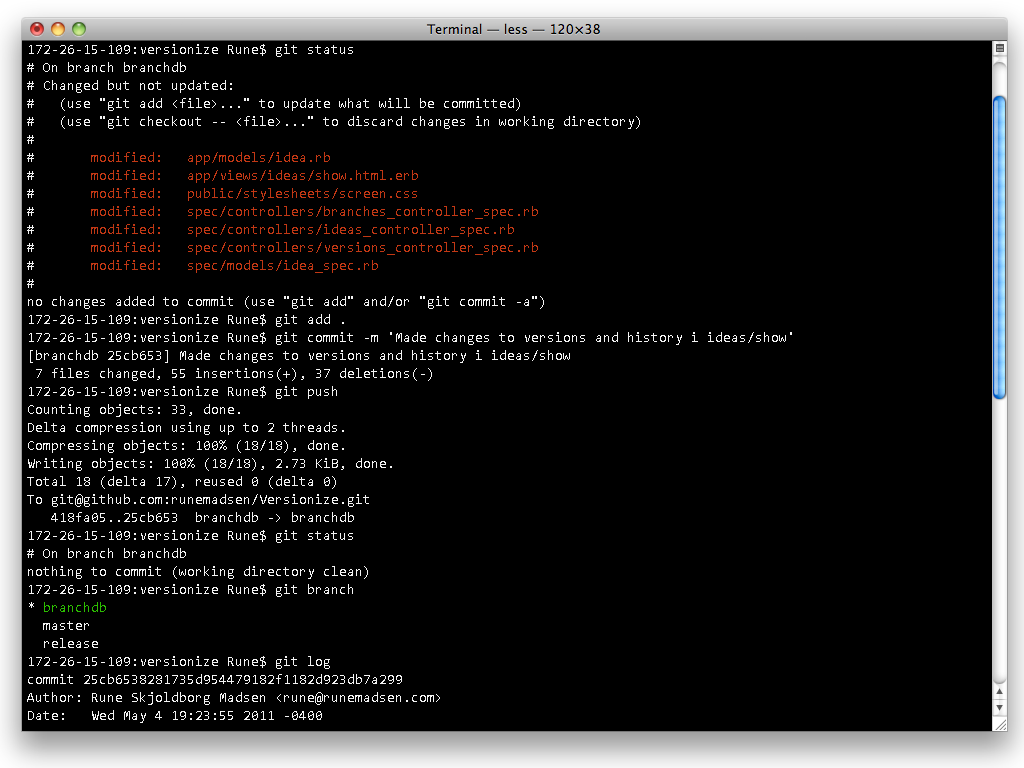 Terminal — less — 120×38
172-26-15-109:versionize Rune$ git status
# On branch branchdb
# Changed but not updated:
#   (use "git add <file>..." to update what will be committed)
#   (use "git checkout -- <file>..." to discard changes in working directory)
#
#       modified:   app/models/idea.rb
#       modified:   app/views/ideas/show.html.erb
#       modified:   public/stylesheets/screen.css
#       modified:   spec/controllers/branches_controller_spec.rb
#       modified:   spec/controllers/ideas_controller_spec.rb
#       modified:   spec/controllers/versions_controller_spec.rb
#       modified:   spec/models/idea_spec.rb
#
no changes added to commit (use "git add" and/or "git commit -a")
172-26-15-109:versionize Rune$ git add .
172-26-15-109:versionize Rune$ git commit -m 'Made changes to versions and history i ideas/show'
[branchdb 25cb653] Made changes to versions and history i ideas/show
 7 files changed, 55 insertions(+), 37 deletions(-)
172-26-15-109:versionize Rune$ git push
Counting objects: 33, done.
Delta compression using up to 2 threads.
Compressing objects: 100% (18/18), done.
Writing objects: 100% (18/18), 2.73 KiB, done.
Total 18 (delta 17), reused 0 (delta 0)
To git@github.com:runemadsen/Versionize.git
   418fa05..25cb653  branchdb -> branchdb
172-26-15-109:versionize Rune$ git status
# On branch branchdb
nothing to commit (working directory clean)
172-26-15-109:versionize Rune$ git branch
* branchdb
  master
  release
172-26-15-109:versionize Rune$ git log
commit 25cb6538281735d954479182f1182d923db7a299
Author: Rune Skjoldborg Madsen <rune@runemadsen.com>
Date:   Wed May 4 19:23:55 2011 -0400